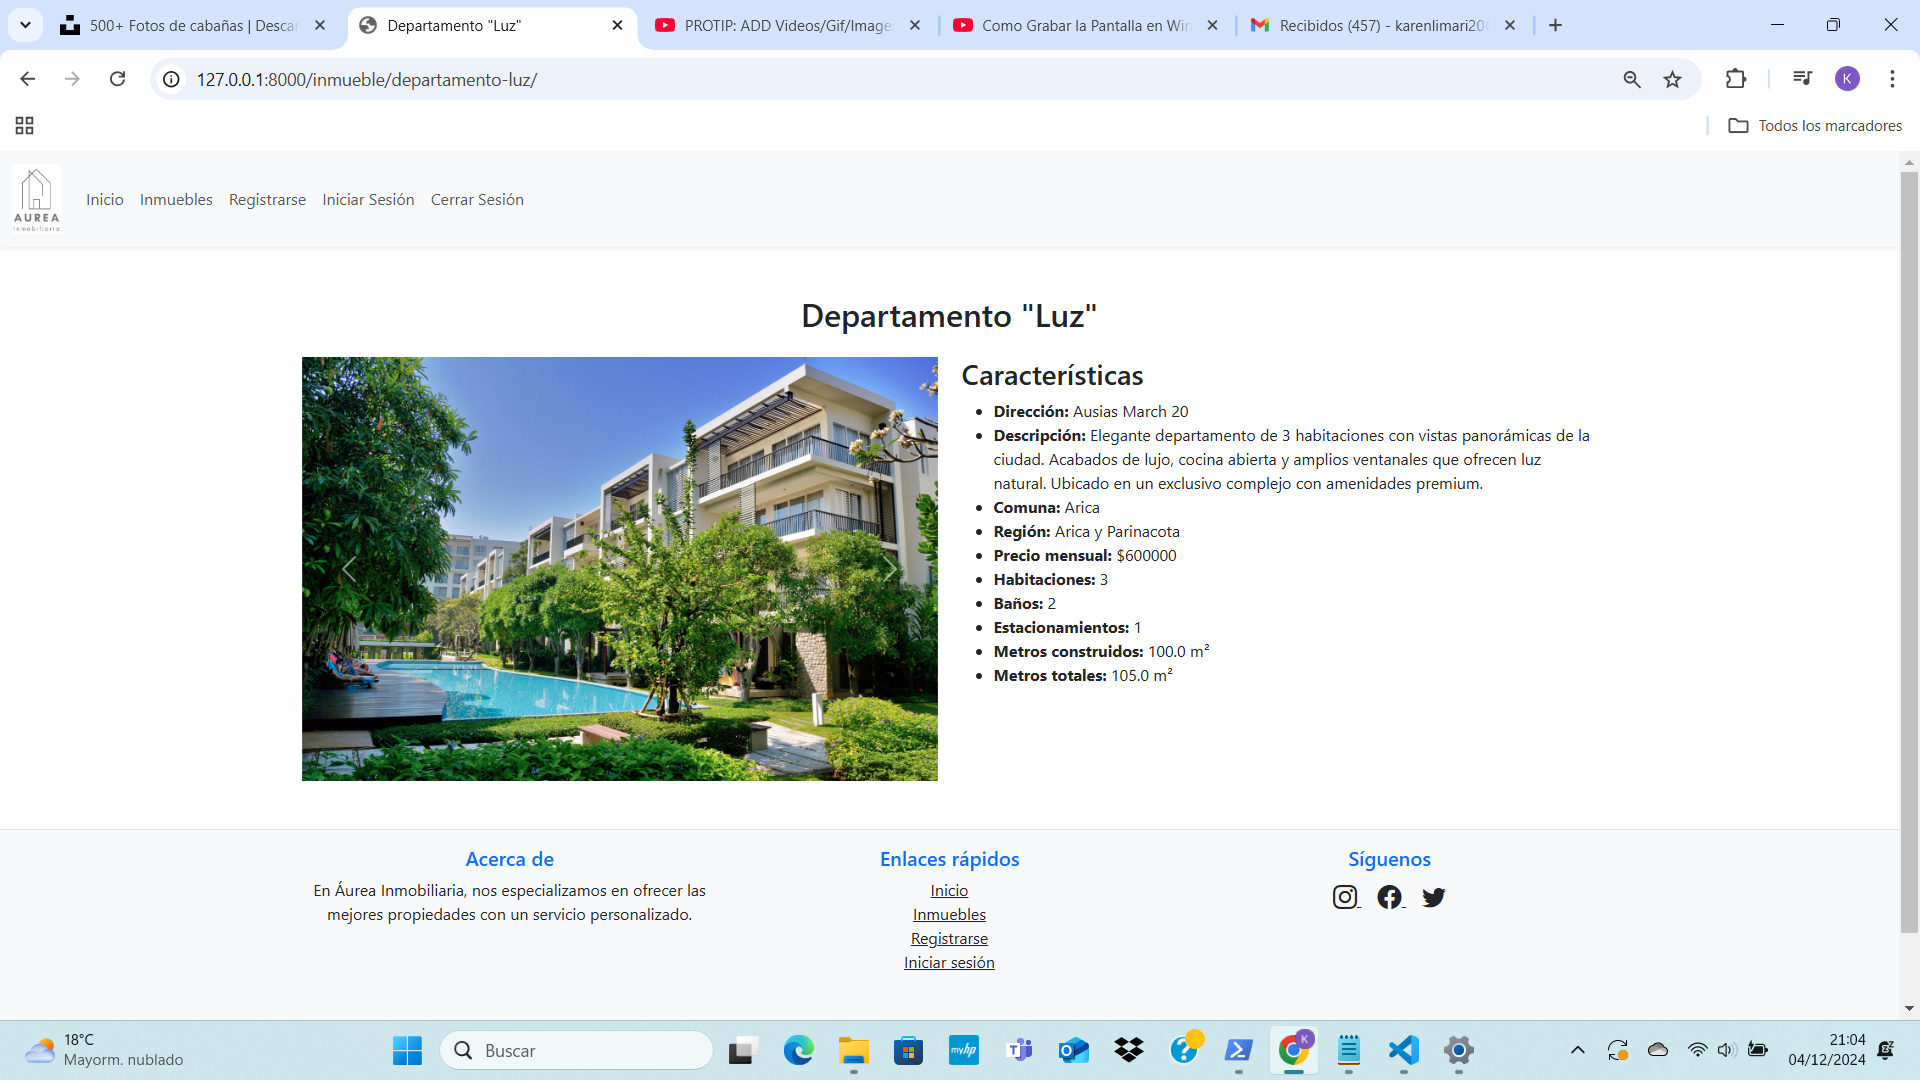 500+ Fotos de cabañas | Descar
Departamento "Luz"
PROTIP: ADD Videos/Gif/Image
Como Grabar la Pantalla en Win
Recibidos (457) - karenlimari20
127.0.0.1:8000/inmueble/departamento-luz/
K
Todos los marcadores
AUREA
Inmobiliaria
Inicio
Inmuebles
Registrarse
Iniciar Sesión
Cerrar Sesión
Departamento "Luz"
Características
Dirección: Ausias March 20
Descripción: Elegante departamento de 3 habitaciones con vistas panorámicas de la
ciudad. Acabados de lujo, cocina abierta y amplios ventanales que ofrecen luz
natural. Ubicado en un exclusivo complejo con amenidades premium.
Comuna: Arica
Región: Arica y Parinacota
Precio mensual: $600000
Habitaciones: 3
Baños: 2
Estacionamientos: 1
Metros construidos: 100.0 m²
Metros totales: 105.0 m²
Acerca de
En Áurea Inmobiliaria, nos especializamos en ofrecer las
mejores propiedades con un servicio personalizado.
Enlaces rápidos
Inicio
Inmuebles
Registrarse
Iniciar sesión
Síguenos
18°C
Mayorm. nublado
Buscar
myhp
K
21:04
04/12/2024